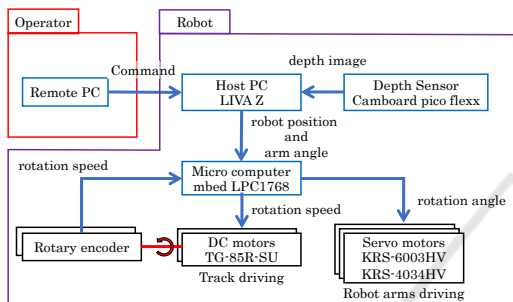 Operator
Robot
Command
depth image
Remote PC
Host PC
LIVA Z
Depth Sensor
Camboard pico flexx
robot position
and
arm angle
rotation speed
Micro computer
mbed LPC1768
rotation angle
rotation speed
Rotary encoder
DC motors
TG-85R-SU
Servo motors
KRS-6003HV
KRS-4034HV
Track driving
Robot arms driving